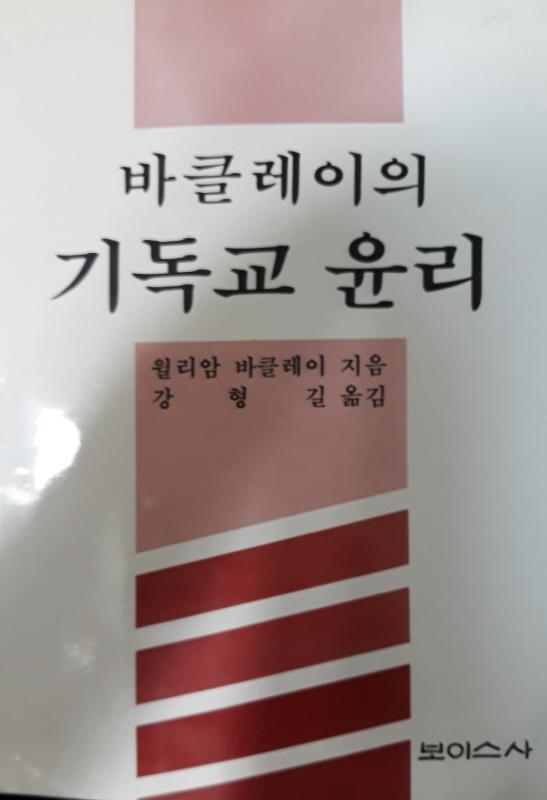 바클레이의
기독교 윤리
윌리암 바클레이 지음
강 형 길 옮김
보이스사